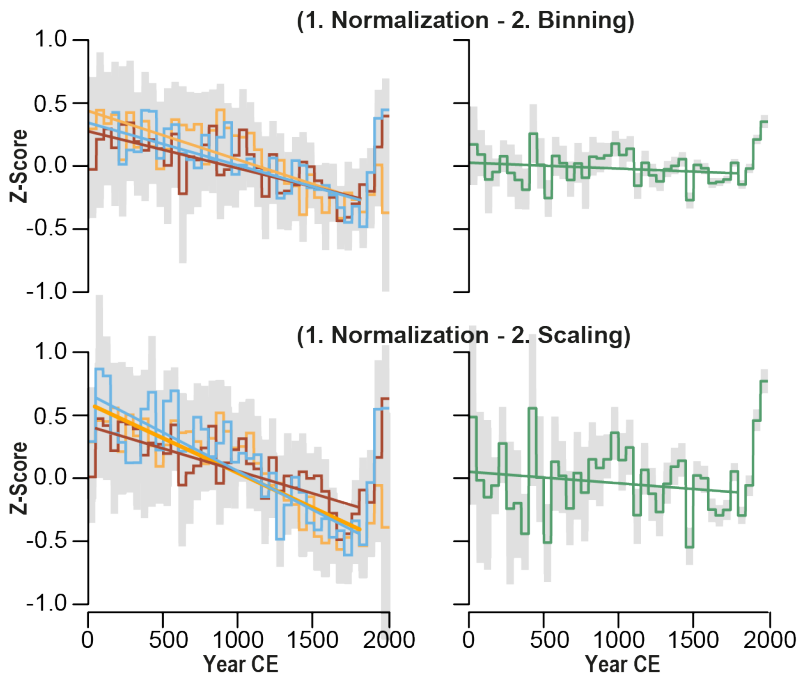 (1. Normalization - 2. Binning)
1.0
0.5
0.0
-0.5
-1.0
Z-Score
(1. Normalization - 2. Scaling)
1.0
0.5
0.0
-0.5
-1.0
Z-Score
0 500 1000 1500 2000 0 500 1000 1500 2000
Year CE Year CE